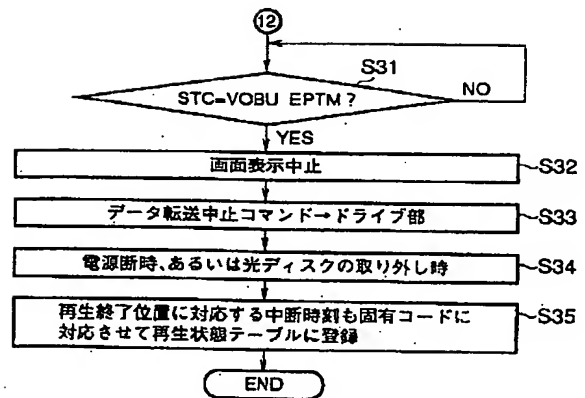 12
S31
STC=VOBU EPTM?
NO
YES
画面表示中止
S32
データ転送中止コマンド→ドライブ部
S33
電源断時、あるいは光ディスクの取り外し時
S34
再生終了位置に対応する中断時刻も固有コードに
対応させて再生状態テーブルに登録
S35
END